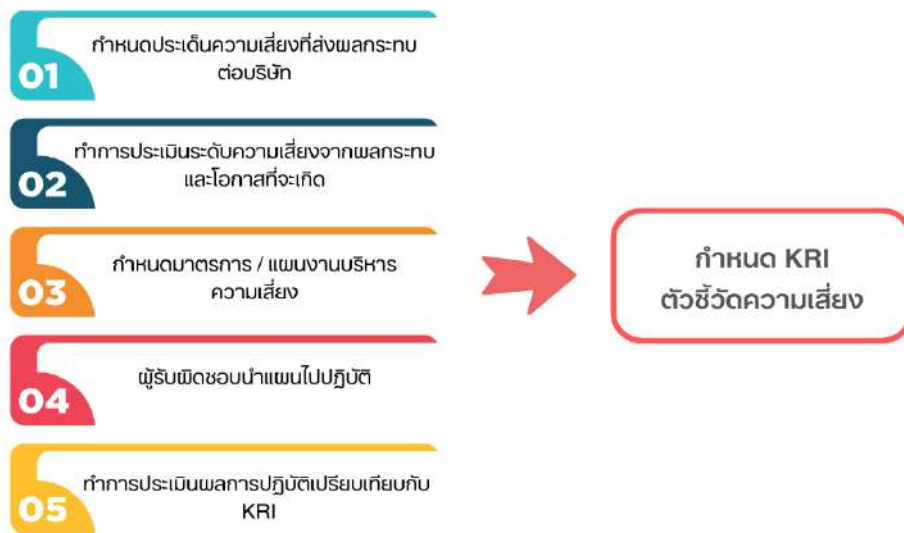 01
กำหนดประเด็นความเสี่ยงที่ส่งผลกระทบ
ต่อบริษัท
02
ทำการประเมินระดับความเสี่ยงจากผลกระทบ
และโอกาสที่จะเกิด
03
กำหนดมาตรการ / แผนงานบริหาร
ความเสี่ยง
04
ผู้รับผิดชอบนำแผนไปปฏิบัติ
05
ทำการประเมินผลการปฏิบัติเปรียบเทียบกับ
KRI
กำหนด KRI
ตัวชี้วัดความเสี่ยง